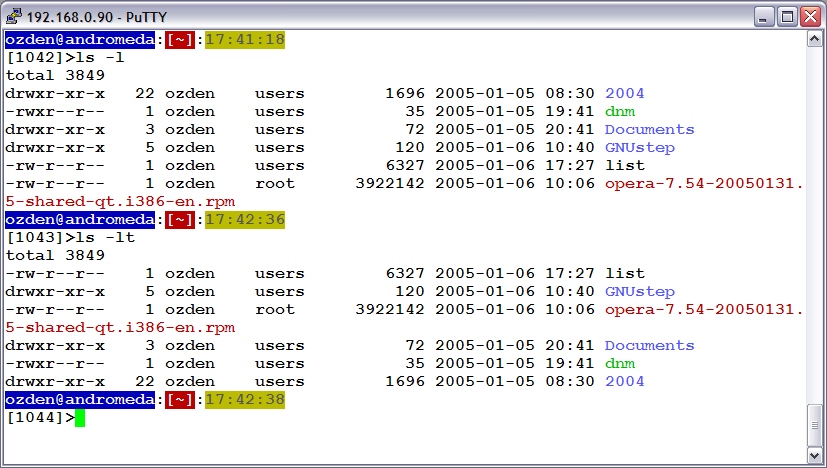 192.168.0.90 - PuTTY
ozden@andromeda:[~]:17:41:18
[1042]>ls -l
total 3849
drwxr-xr-x   22 ozden    users        1696 2005-01-05 08:30 2004
-rwxr--r--    1 ozden    users          35 2005-01-05 19:41 dnm
drwxr-xr-x    3 ozden    users          72 2005-01-05 20:41 Documents
drwxr-xr-x    5 ozden    users         120 2005-01-06 10:40 GNUstep
-rw-r--r--    1 ozden    users        6327 2005-01-06 17:27 list
-rw-r--r--    1 ozden    root      3922142 2005-01-06 10:06 opera-7.54-20050131.
5-shared-qt.i386-en.rpm
ozden@andromeda:[~]:17:42:36
[1043]>ls -lt
total 3849
-rw-r--r--    1 ozden    users        6327 2005-01-06 17:27 list
drwxr-xr-x    5 ozden    users         120 2005-01-06 10:40 GNUstep
-rw-r--r--    1 ozden    root      3922142 2005-01-06 10:06 opera-7.54-20050131.
5-shared-qt.i386-en.rpm
drwxr-xr-x    3 ozden    users          72 2005-01-05 20:41 Documents
-rwxr--r--    1 ozden    users          35 2005-01-05 19:41 dnm
drwxr-xr-x   22 ozden    users        1696 2005-01-05 08:30 2004
ozden@andromeda:[~]:17:42:38
[1044]>